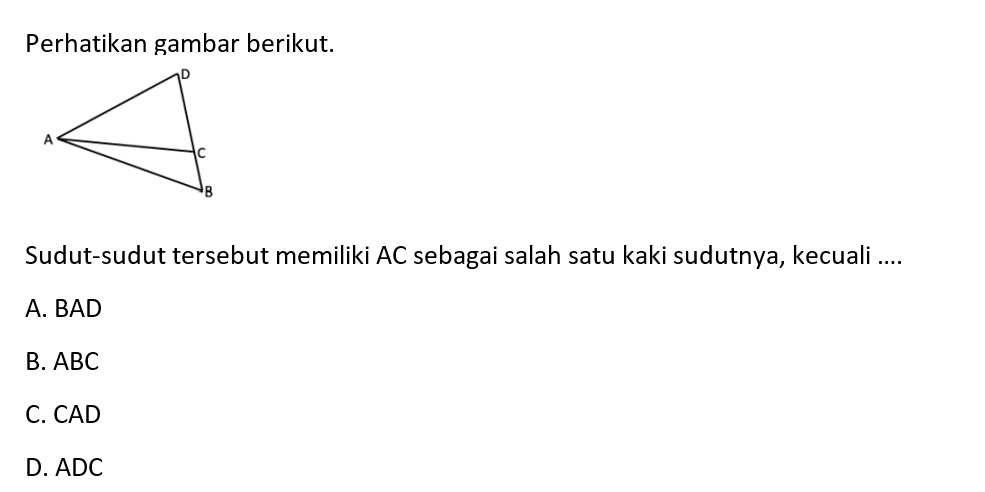 Perhatikan gambar berikut.
D
A
C
B
Sudut-sudut tersebut memiliki AC sebagai salah satu kaki sudutnya, kecuali ....
A. BAD
B. ABC
C. CAD
D. ADC